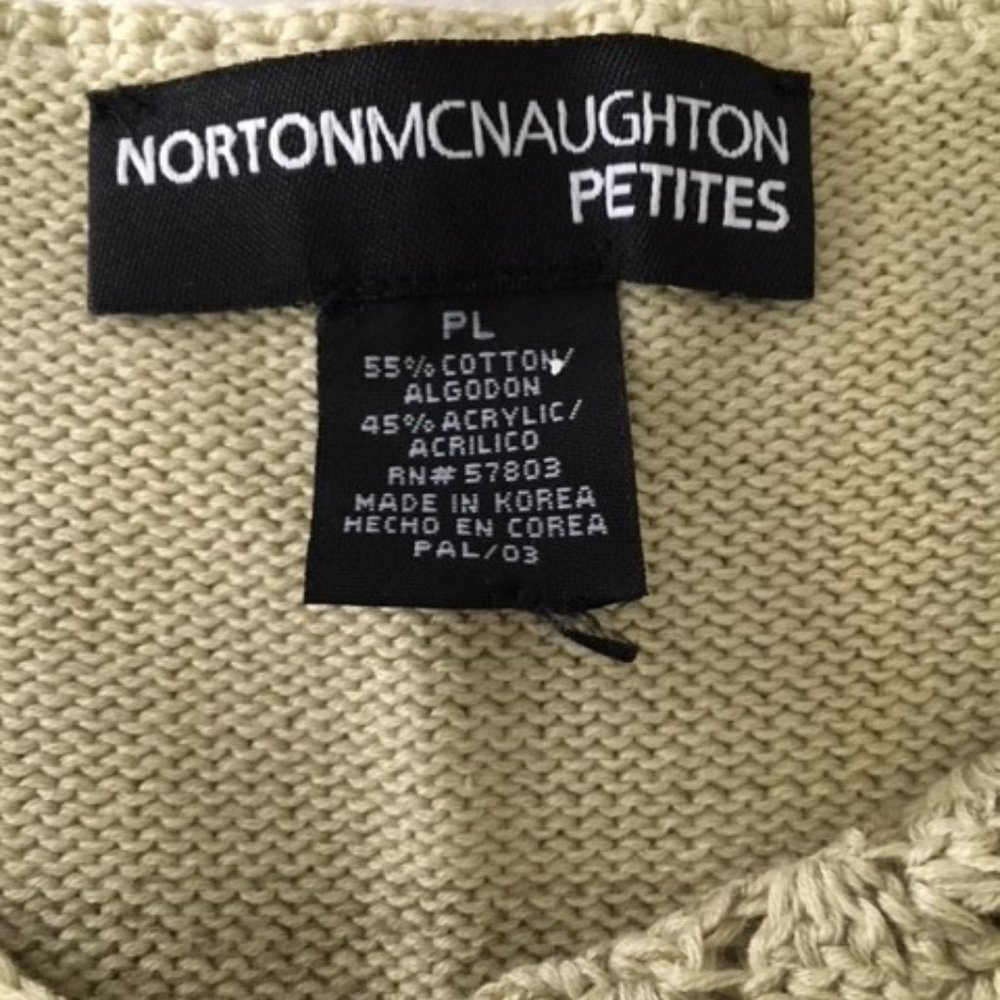 NORTONMCNAUGHTON
PETITES
PL
55% COTTON/
ALGODON
45% ACRYLIC/
ACRILICO
RN# 57803
MADE IN KOREA
HECHO EN COREA
PAL/03